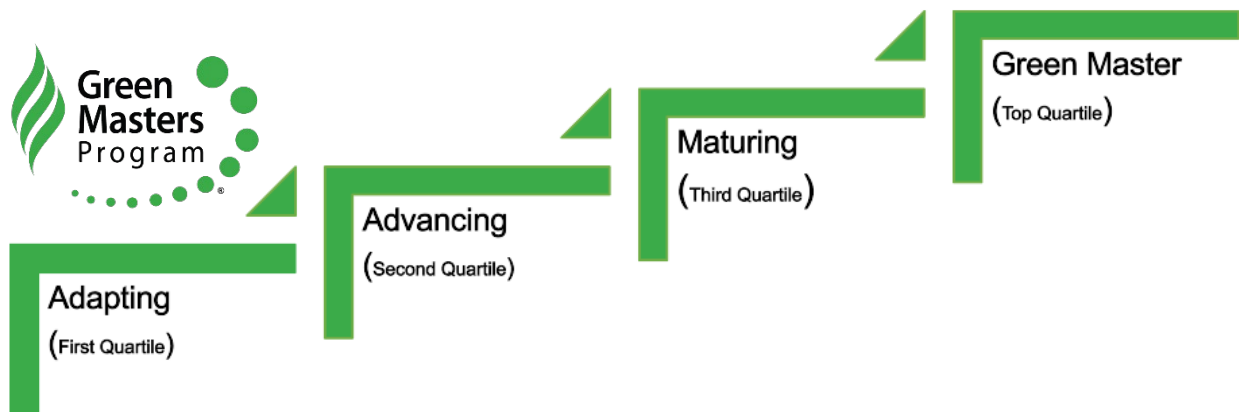 Green
Masters
Program
®
Adapting
(First Quartile)
Advancing
(Second Quartile)
Maturing
(Third Quartile)
Green Master
(Top Quartile)